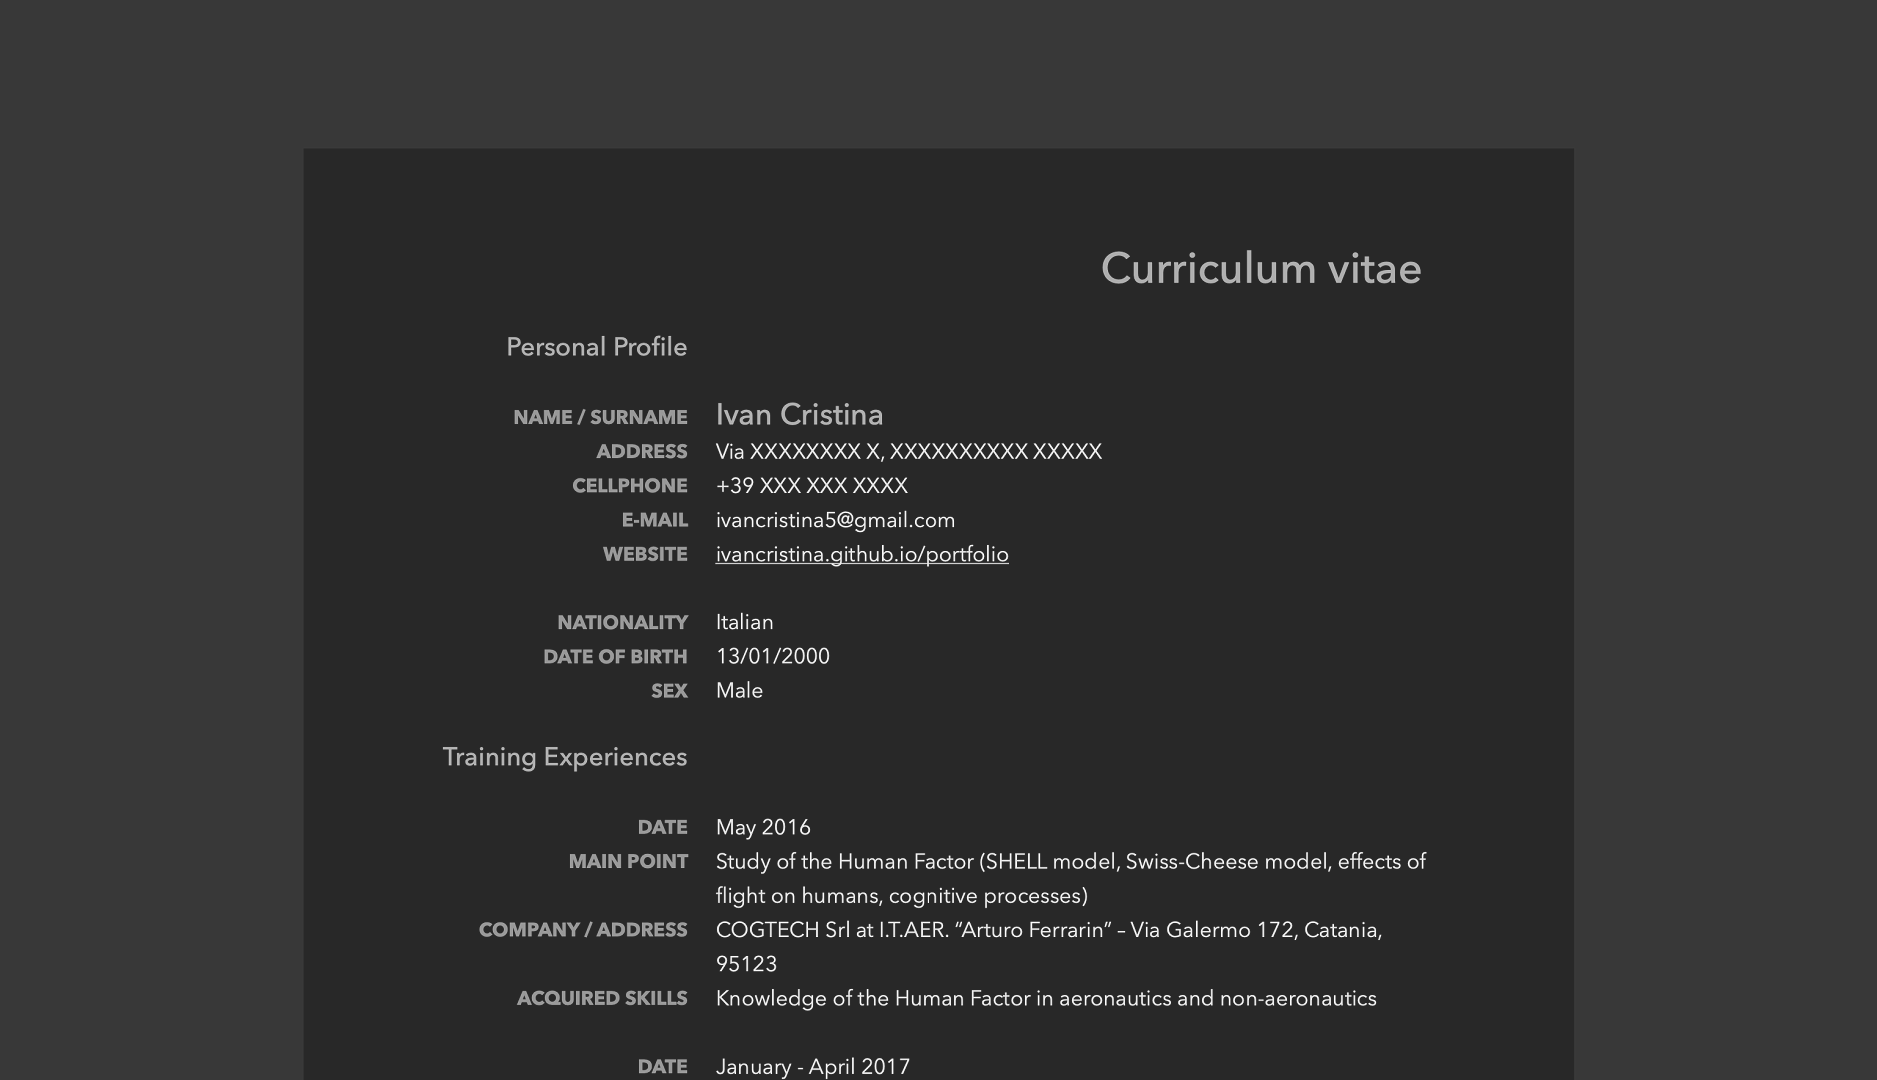 Curriculum vitae
Personal Profile
NAME / SURNAME Ivan Cristina
ADDRESS Via XXXXXXXX X, XXXXXXXXXX XXXXX
CELLPHONE +39 XXX XXX XXXX
E-MAIL ivancristina5@gmail.com
WEBSITE ivancristina.github.io/portfolio
NATIONALITY Italian
DATE OF BIRTH 13/01/2000
SEX Male
Training Experiences
DATE May 2016
MAIN POINT Study of the Human Factor (SHELL model, Swiss-Cheese model, effects of
flight on humans, cognitive processes)
COMPANY / ADDRESS COGTECH Srl at I.T.AER. “Arturo Ferrarin” – Via Galermo 172, Catania,
95123
ACQUIRED SKILLS Knowledge of the Human Factor in aeronautics and non-aeronautics
DATE January - April 2017